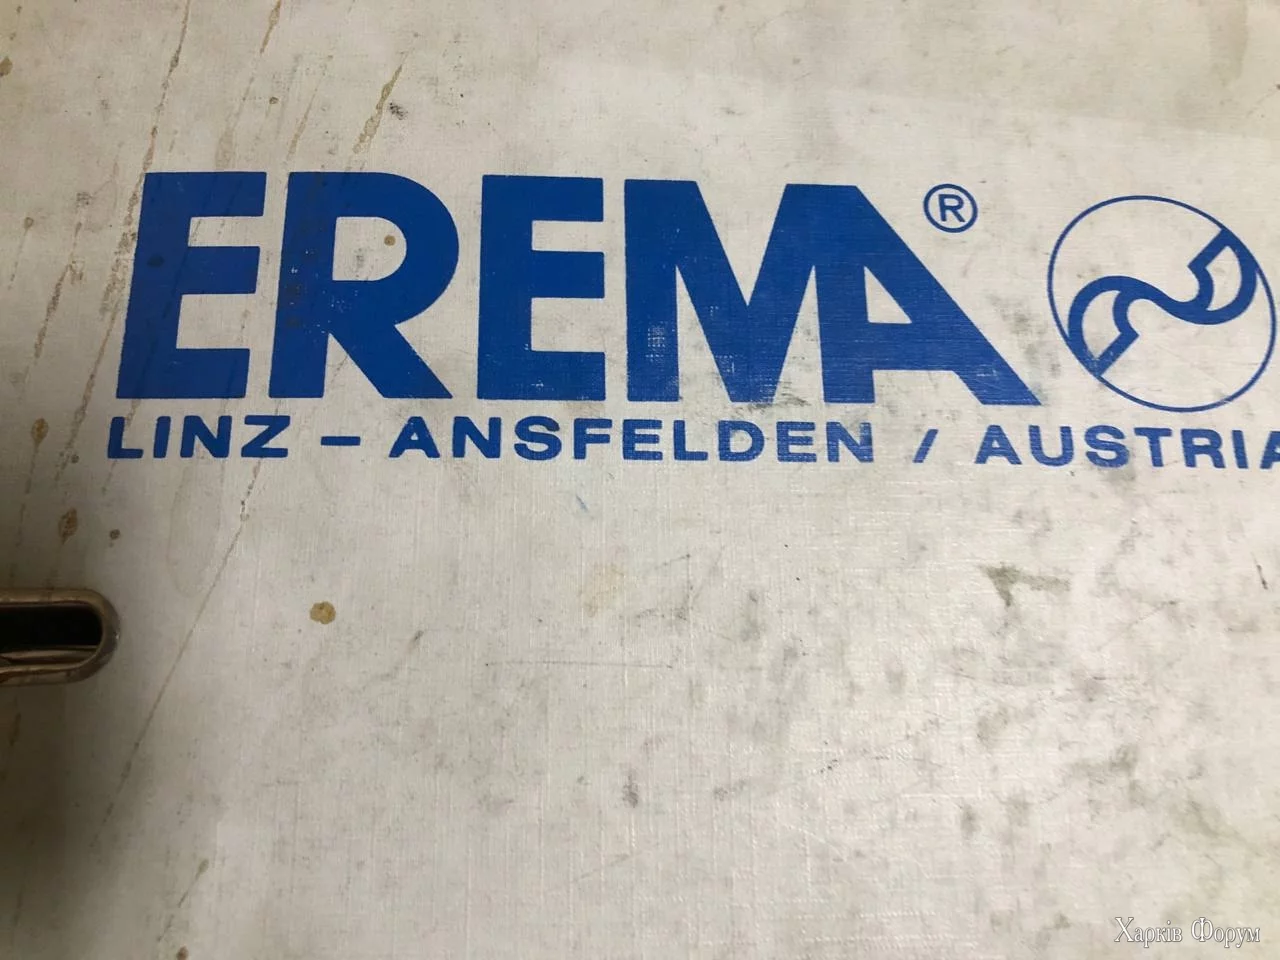 EREMA ®
LINZ – ANSFELDEN / AUSTRIA
Харків Форум